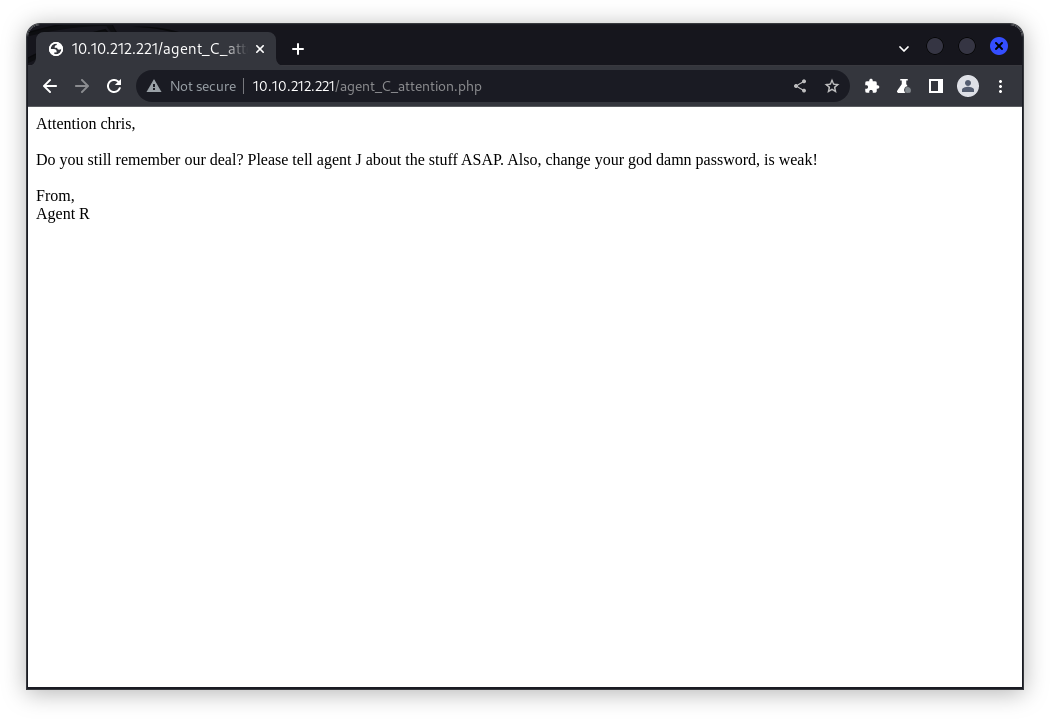 10.10.212.221/agent_C_att
Not secure 10.10.212.221/agent_C_attention.php
Attention chris,
Do you still remember our deal? Please tell agent J about the stuff ASAP. Also, change your god damn password, is weak!
From,
Agent R